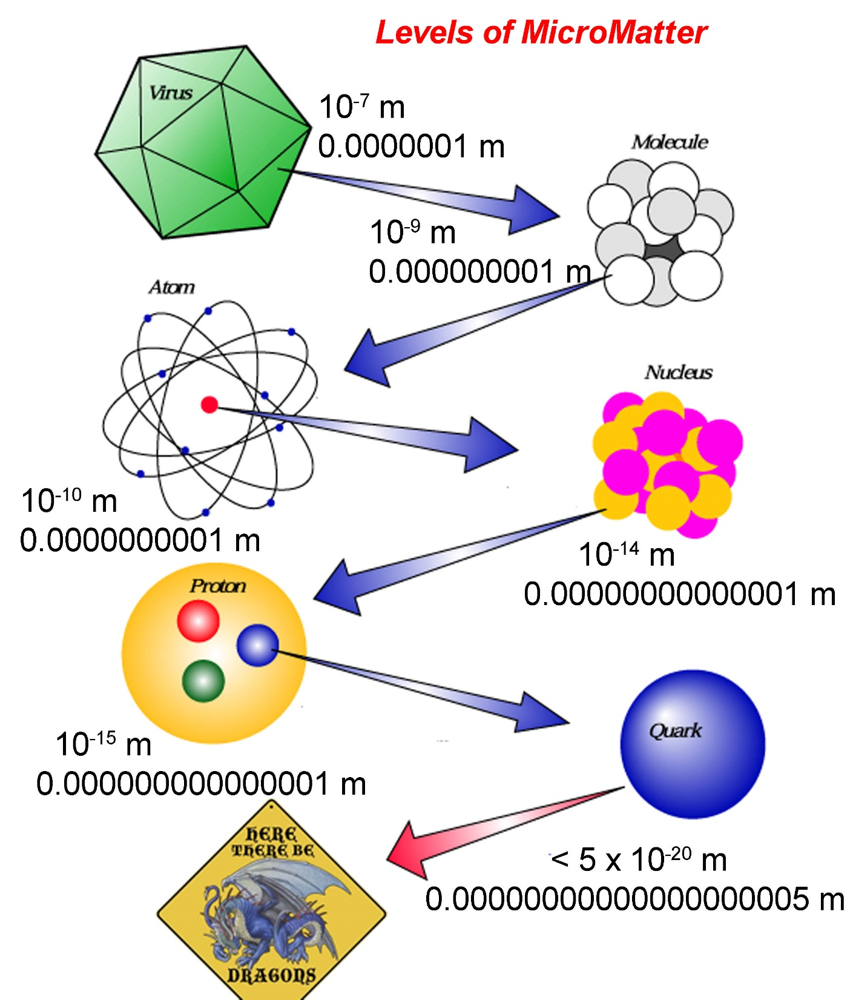 Levels of MicroMatter
Virus
10⁻⁷ m
0.0000001 m
Molecule
10⁻⁹ m
0.000000001 m
Atom
10⁻¹⁰ m
0.0000000001 m
Nucleus
10⁻¹⁴ m
0.00000000000001 m
Proton
10⁻¹⁵ m
0.000000000000001 m
Quark
< 5 x 10⁻²⁰ m
0.00000000000000000005 m
HERE
THERE BE
DRAGONS